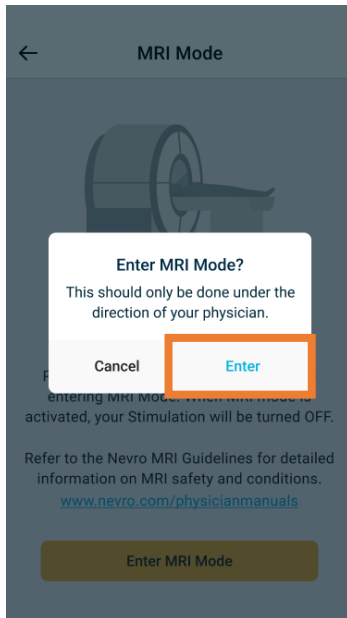 MRI Mode
Enter MRI Mode?
This should only be done under the
direction of your physician.
Cancel
Enter
entering MRI Mode. When MRI Mode is
activated, your Stimulation will be turned OFF.
Refer to the Nevro MRI Guidelines for detailed
information on MRI safety and conditions.
www.nevro.com/physicianmanuals
Enter MRI Mode